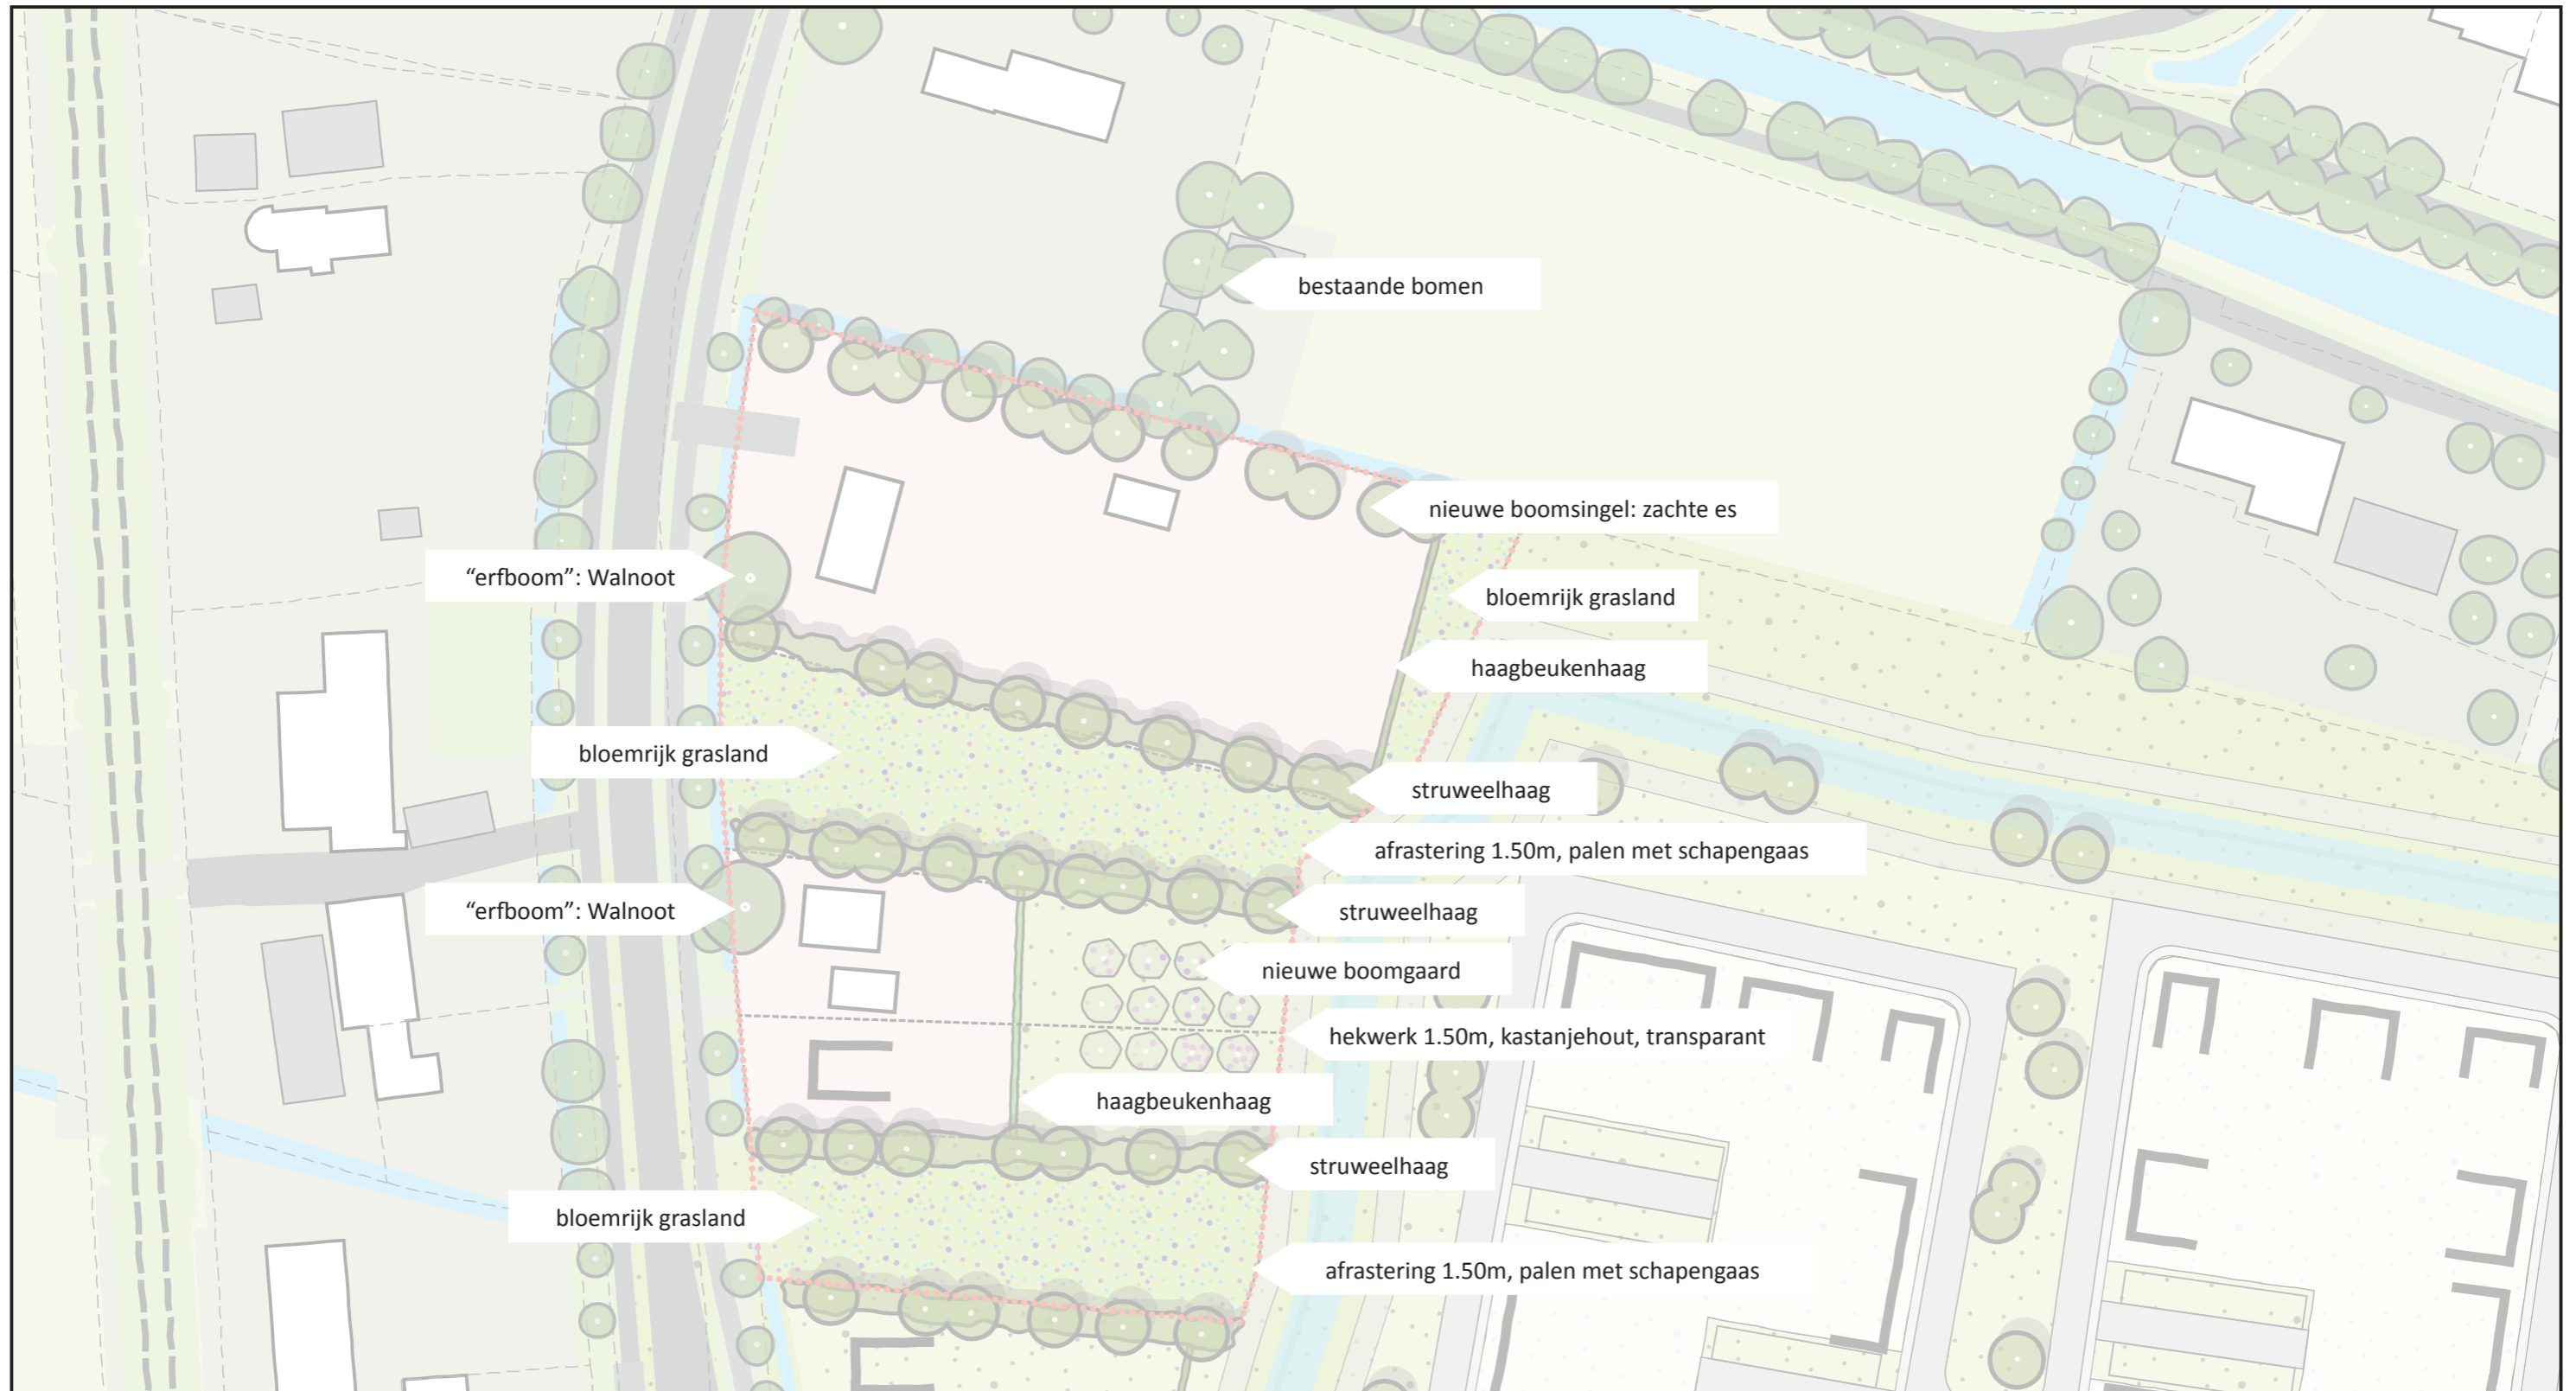 bestaande bomen
nieuwe boomsingel: zachte es
“erfboom”: Walnoot
bloemrijk grasland
haagbeukenhaag
bloemrijk grasland
struweelhaag
afrastering 1.50m, palen met schapengaas
“erfboom”: Walnoot
struweelhaag
nieuwe boomgaard
hekwerk 1.50m, kastanjehout, transparant
haagbeukenhaag
struweelhaag
bloemrijk grasland
afrastering 1.50m, palen met schapengaas